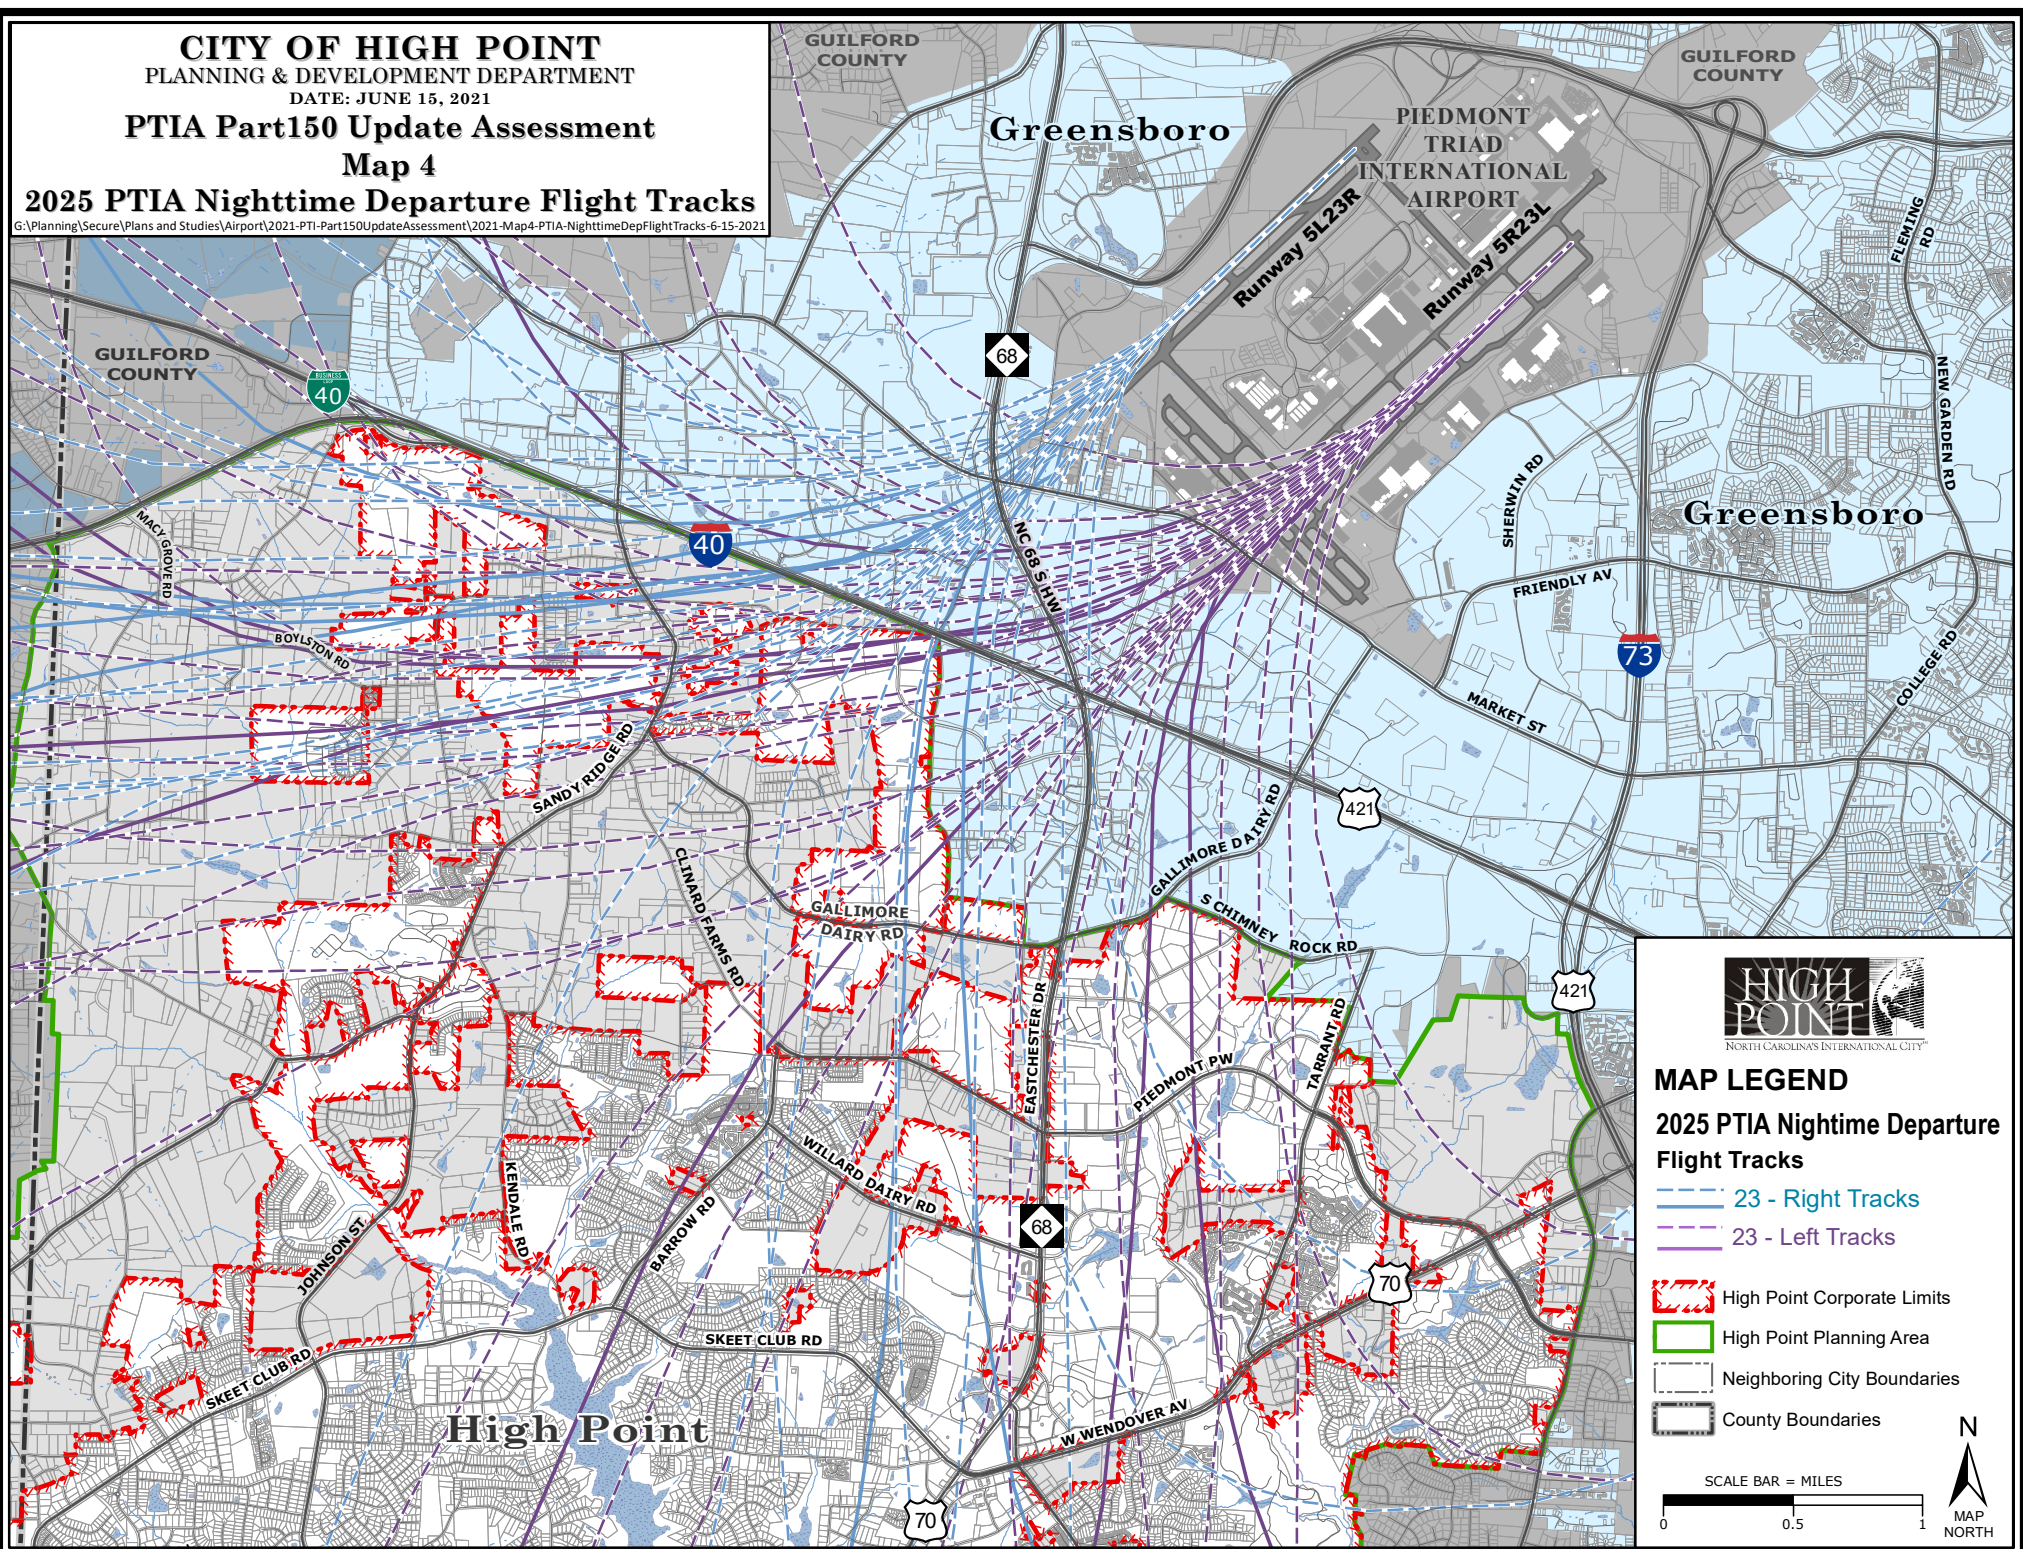 CITY OF HIGH POINT
PLANNING & DEVELOPMENT DEPARTMENT
DATE: JUNE 15, 2021
PTIA Part150 Update Assessment
Map 4
2025 PTIA Nighttime Departure Flight Tracks
G:\Planning\Secure\Plans and Studies\Airport\2021-PTI-Part150UpdateAssessment\2021-Map4-PTIA-NighttimeDepFlightTracks-6-15-2021
GUILFORD
COUNTY
GUILFORD
COUNTY
Greensboro
PIEDMONT
TRIAD
INTERNATIONAL
AIRPORT
Runway 5L23R
Runway 5R23L
FLEMING
RD
68
GUILFORD
COUNTY
BUSINESS
LOOP
40
NEW GARDEN RD
SHERWIN RD
Greensboro
MACY GROVE RD
40
NC 68 S HW
FRIENDLY AV
BOYLSTON RD
73
COLLEGE RD
MARKET ST
SANDY RIDGE RD
421
GALLIMORE DAIRY RD
CLINARD FARMS RD
GALLIMORE
DAIRY RD
S CHIMNEY ROCK RD
421
EASTCHESTER DR
PIEDMONT PW
TARRANT RD
KENDALE RD
WILLARD DAIRY RD
BARROW RD
JOHNSON ST
68
70
SKEET CLUB RD
SKEET CLUB RD
High Point
W WENDOVER AV
70
HIGH
POINT
NORTH CAROLINA'S INTERNATIONAL CITY
MAP LEGEND
2025 PTIA Nightime Departure
Flight Tracks
23 - Right Tracks
23 - Left Tracks
High Point Corporate Limits
High Point Planning Area
Neighboring City Boundaries
County Boundaries
SCALE BAR = MILES
0 0.5 1
N
MAP
NORTH